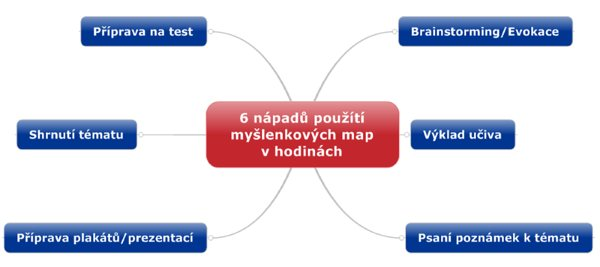 Příprava na test
Brainstorming/Evokace
6 nápadů použítí
myšlenkových map
v hodinách
Shrnutí tématu
Výklad učiva
Příprava plakátů/prezentací
Psaní poznámek k tématu